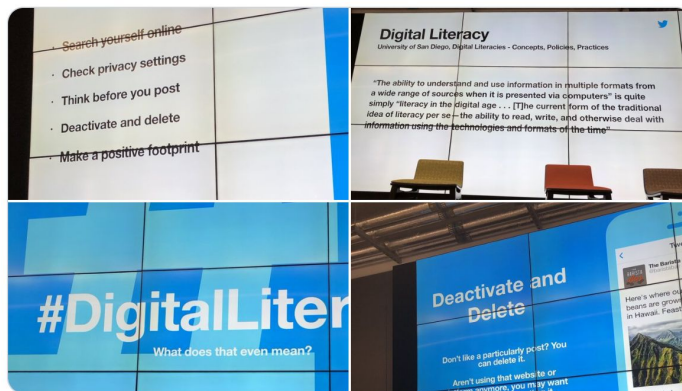 · Search yourself online
· Check privacy settings
· Think before you post
· Deactivate and delete
· Make a positive footprint
Digital Literacy
University of San Diego, Digital Literacies - Concepts, Policies, Practices
“The ability to understand and use information in multiple formats from
a wide range of sources when it is presented via computers” is quite
simply “literacy in the digital age . . . [T]he current form of the traditional
idea of literacy per se—the ability to read, write, and otherwise deal with
information using the technologies and formats of the time”
#DigitalLiter
What does that even mean?
Deactivate and
Delete
Don't like a particularly post? You
can delete it.
Aren't using that website or
anymore, you may want
The Barista
Here's where ou
beans are grow
in Hawaii. Feast